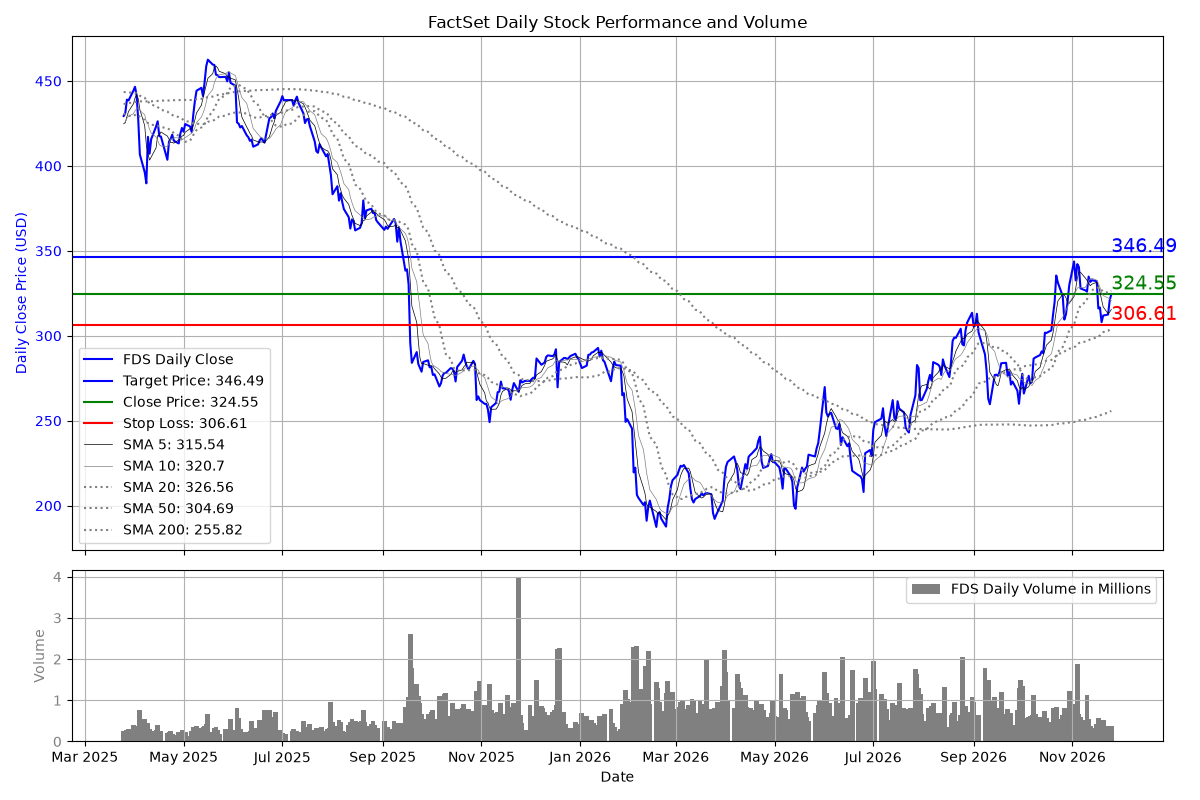 FactSet Daily Stock Performance and Volume
Daily Close Price (USD)
450
400
350
300
250
200
346.49
324.55
306.61
FDS Daily Close
Target Price: 346.49
Close Price: 324.55
Stop Loss: 306.61
SMA 5: 315.54
SMA 10: 320.7
SMA 20: 326.56
SMA 50: 304.69
SMA 200: 255.82
Volume
4
3
2
1
0
FDS Daily Volume in Millions
Mar 2025 May 2025 Jul 2025 Sep 2025 Nov 2025 Jan 2026 Mar 2026 May 2026 Jul 2026 Sep 2026 Nov 2026
Date